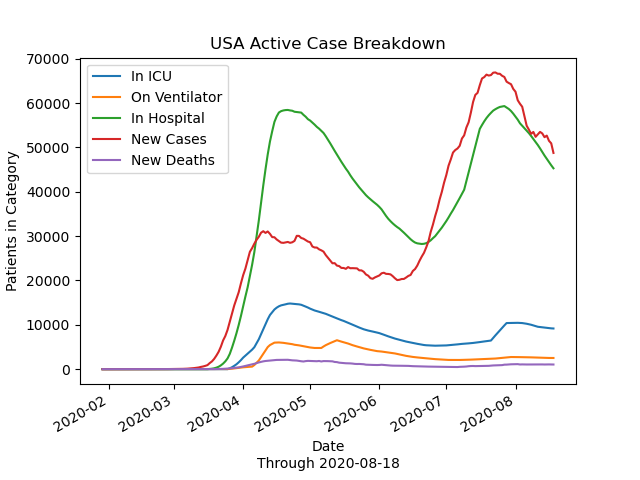 USA Active Case Breakdown
70000
60000
50000
40000
30000
20000
10000
0
Patients in Category
In ICU
On Ventilator
In Hospital
New Cases
New Deaths
2020-02
2020-03
2020-04
2020-05
2020-06
2020-07
2020-08
Date
Through 2020-08-18